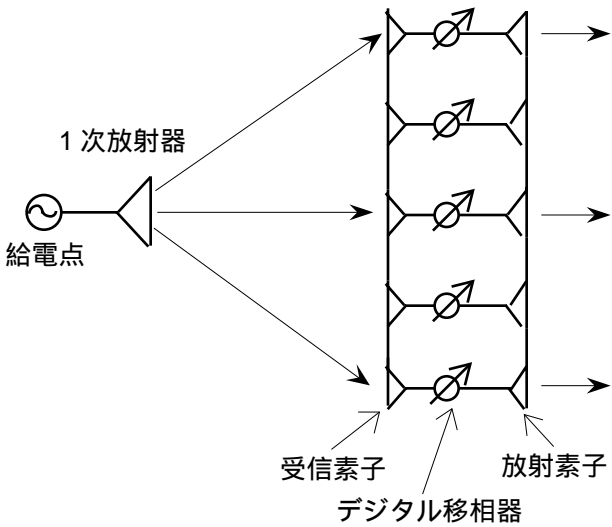 1次放射器
給電点
受信素子
放射素子
デジタル移相器